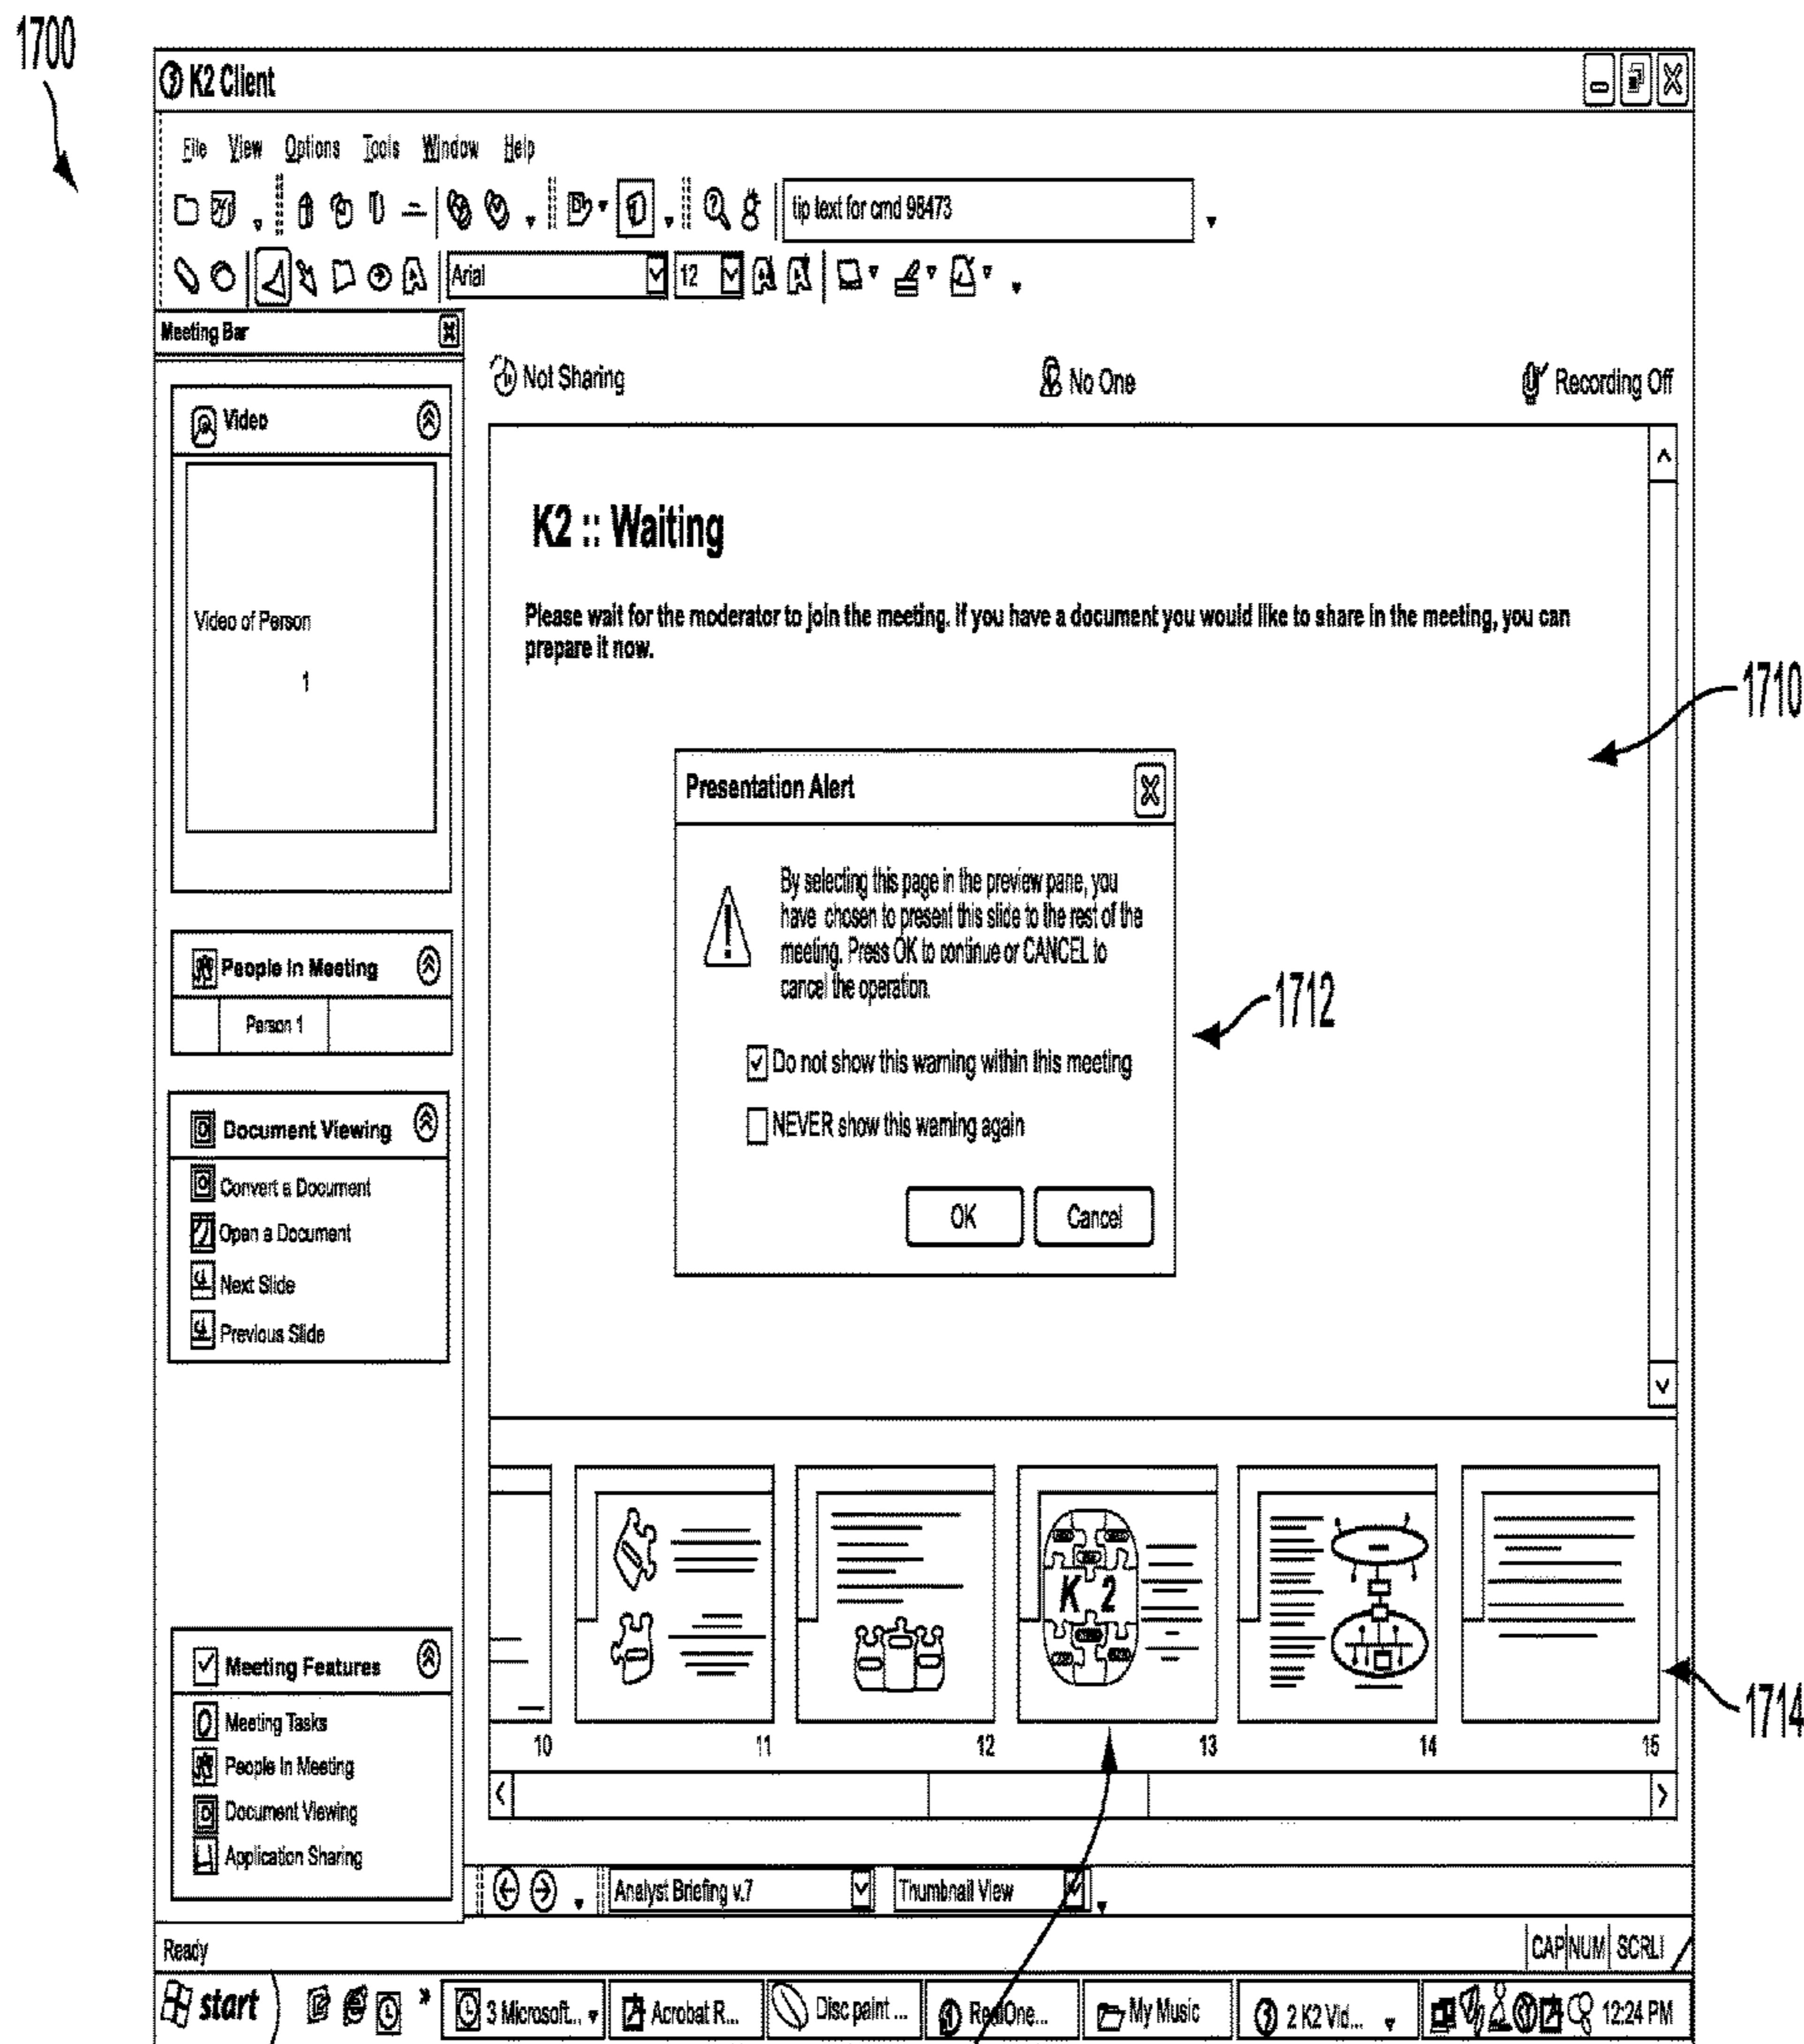 1700
K2 Client
File View Options Tools Window Help
tip text for cmd 98473
Arial 12
Meeting Bar
Not Sharing No One Recording Off
Video
Video of Person
1
K2 :: Waiting
Please wait for the moderator to join the meeting. If you have a document you would like to share in the meeting, you can
prepare it now.
1710
Presentation Alert
By selecting this page in the preview pane, you
have chosen to present this slide to the rest of the
meeting. Press OK to continue or CANCEL to
cancel the operation.
1712
Do not show this warning within this meeting
NEVER show this warning again
OK Cancel
People In Meeting
Person 1
Document Viewing
Convert a Document
Open a Document
Next Slide
Previous Slide
K 2
10 11 12 13 14 15
1714
Meeting Features
Meeting Tasks
People In Meeting
Document Viewing
Application Sharing
Analyst Briefing v.7 Thumbnail View
Ready CAP NUM SCRLI
start » 3 Microsoft... Acrobat R... Disc paint ... RealOne... My Music 2 K2 Vid... 12:24 PM